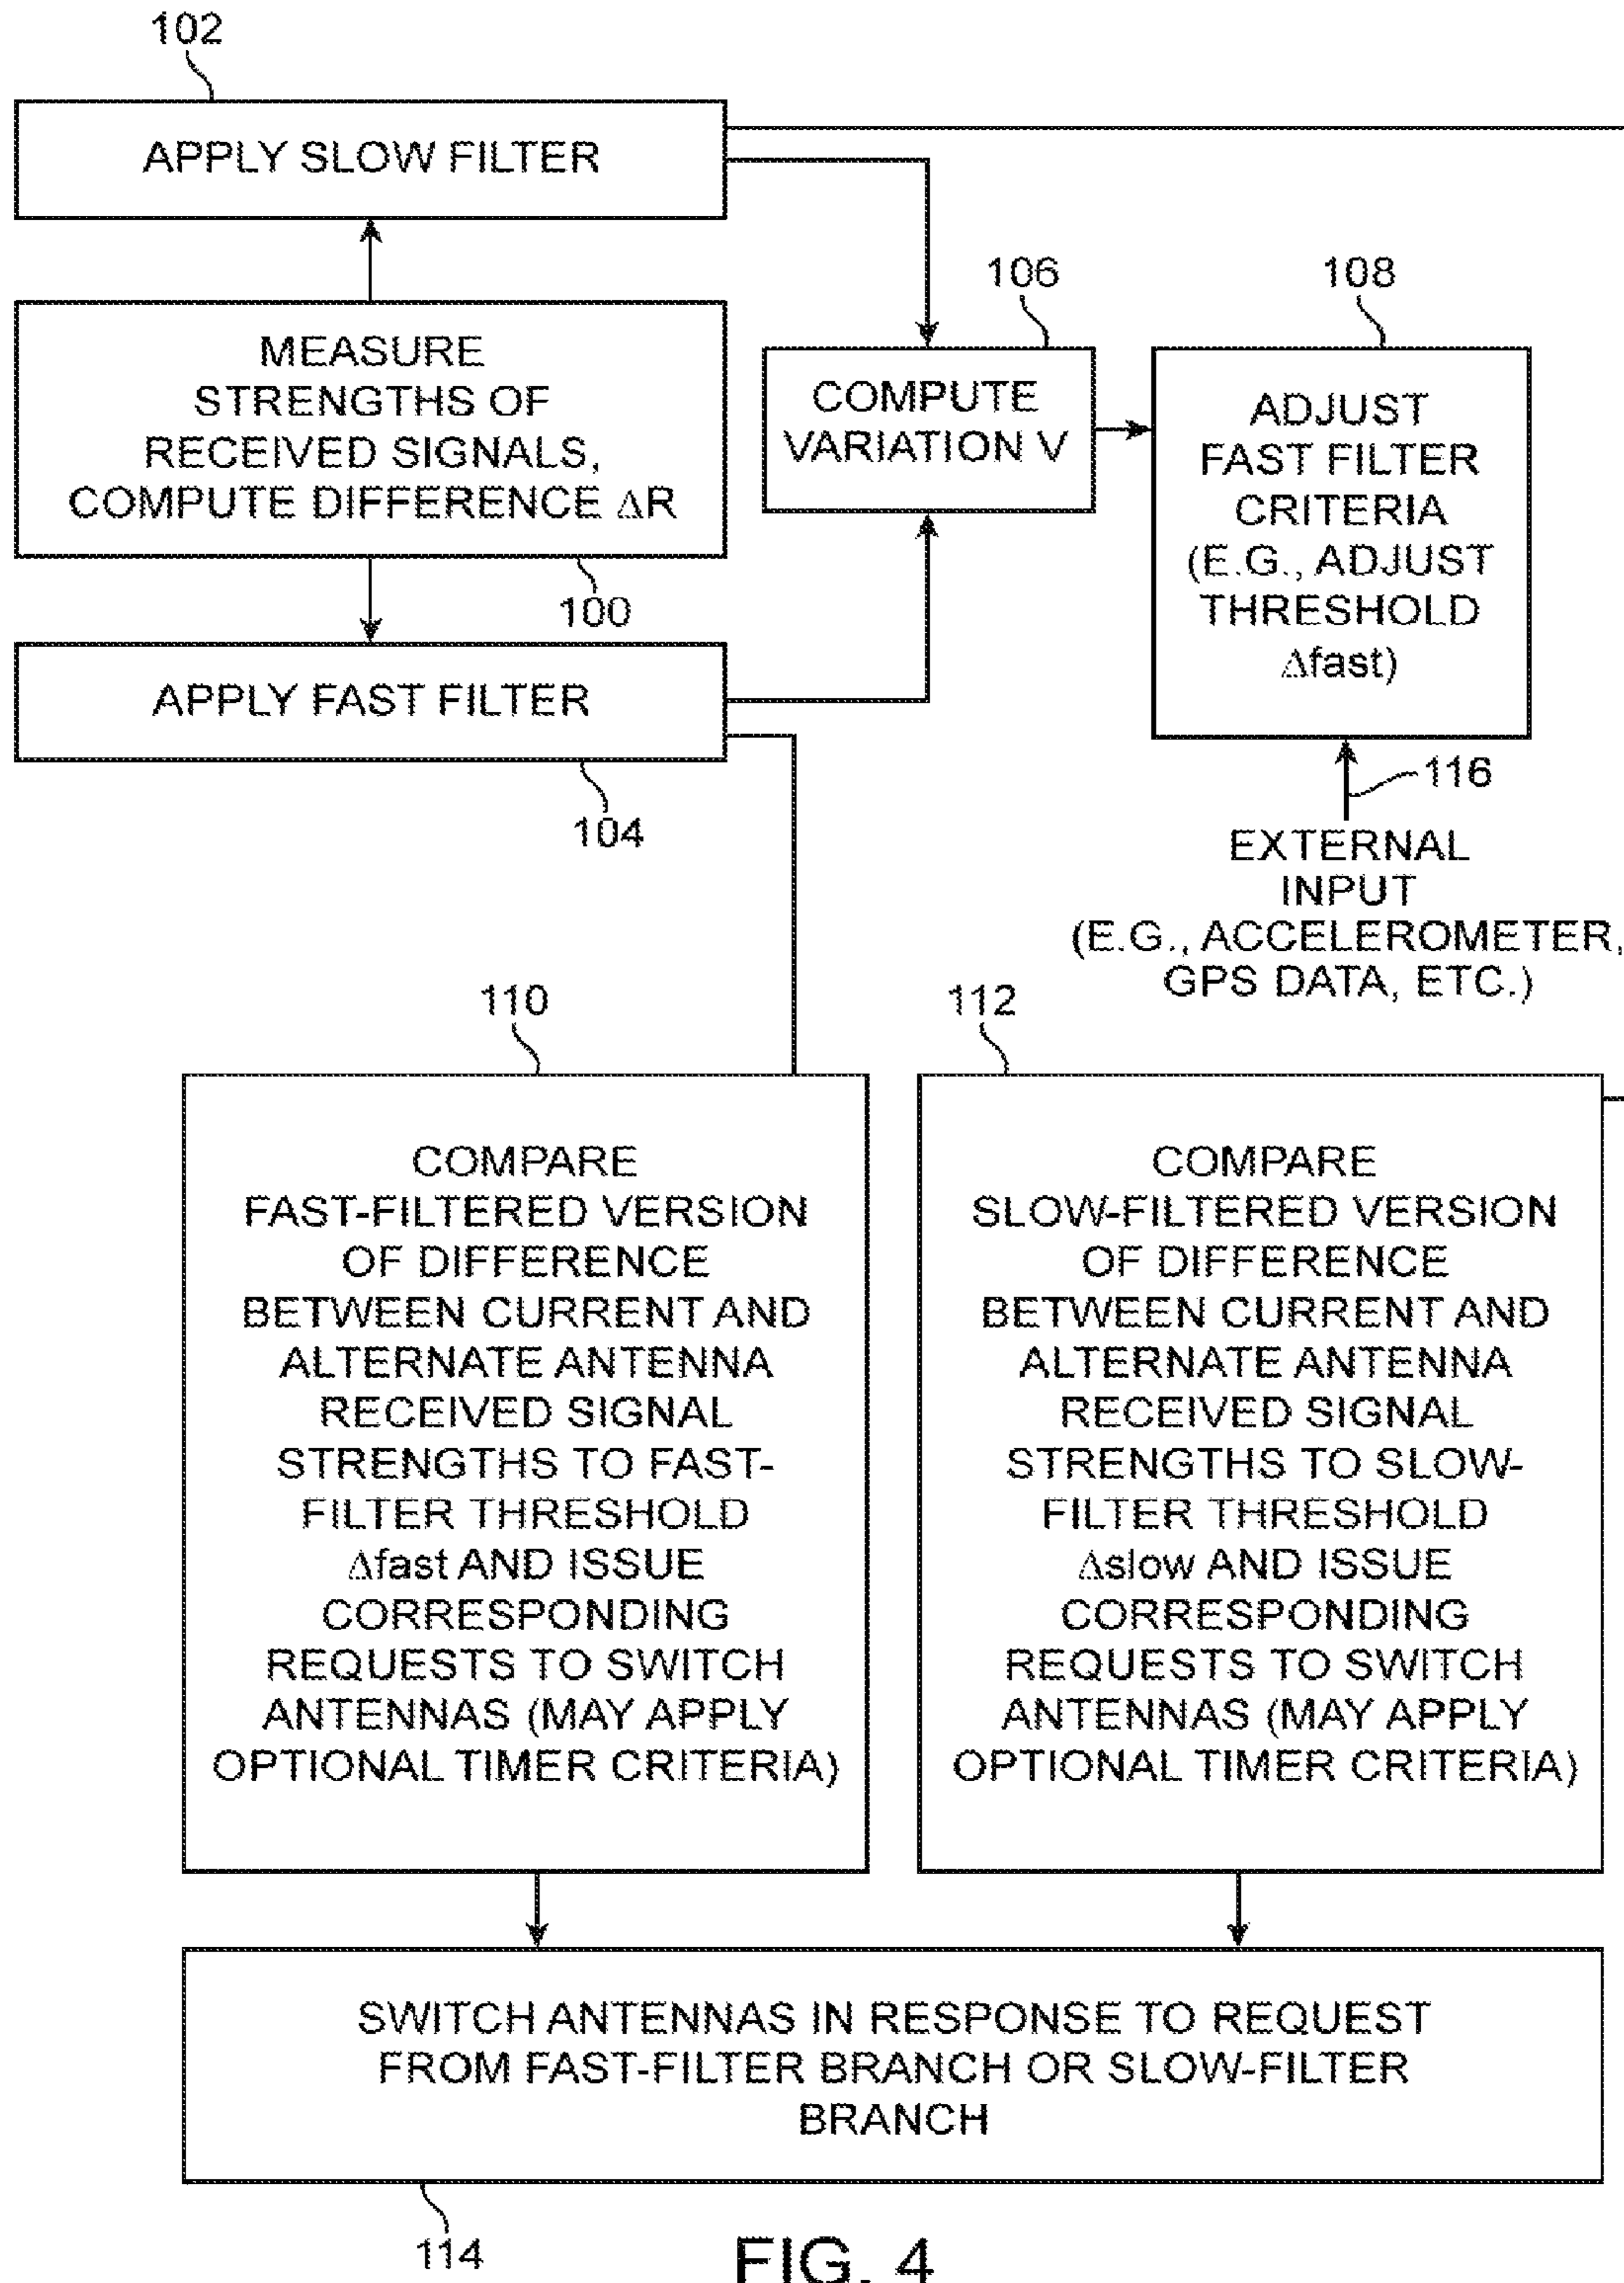 102
APPLY SLOW FILTER
MEASURE
STRENGTHS OF
RECEIVED SIGNALS,
COMPUTE DIFFERENCE ΔR
100
APPLY FAST FILTER
104
106
COMPUTE
VARIATION V
108
ADJUST
FAST FILTER
CRITERIA
(E.G., ADJUST
THRESHOLD
Δfast)
116
EXTERNAL
INPUT
(E.G., ACCELEROMETER,
GPS DATA, ETC.)
110
COMPARE
FAST-FILTERED VERSION
OF DIFFERENCE
BETWEEN CURRENT AND
ALTERNATE ANTENNA
RECEIVED SIGNAL
STRENGTHS TO FAST-
FILTER THRESHOLD
Δfast AND ISSUE
CORRESPONDING
REQUESTS TO SWITCH
ANTENNAS (MAY APPLY
OPTIONAL TIMER CRITERIA)
112
COMPARE
SLOW-FILTERED VERSION
OF DIFFERENCE
BETWEEN CURRENT AND
ALTERNATE ANTENNA
RECEIVED SIGNAL
STRENGTHS TO SLOW-
FILTER THRESHOLD
Δslow AND ISSUE
CORRESPONDING
REQUESTS TO SWITCH
ANTENNAS (MAY APPLY
OPTIONAL TIMER CRITERIA)
SWITCH ANTENNAS IN RESPONSE TO REQUEST
FROM FAST-FILTER BRANCH OR SLOW-FILTER
BRANCH
114
FIG. 4